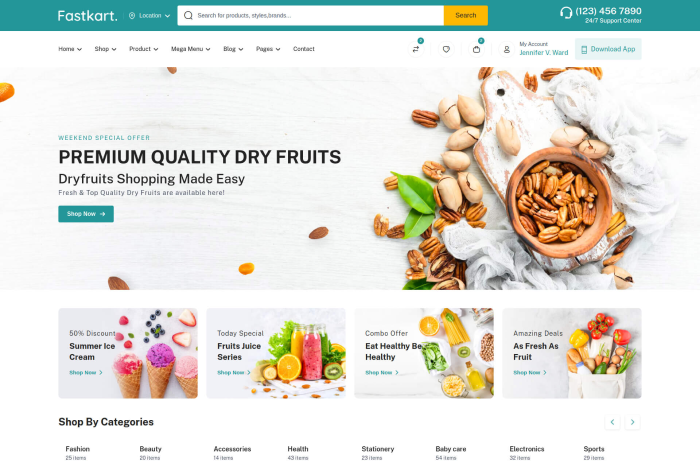 Fastkart.
Location
Search for products, styles,brands...
Search
(123) 456 7890
24/7 Support Center
Home
Shop
Product
Mega Menu
Blog
Pages
Contact
My Account
Jennifer V. Ward
Download App
WEEKEND SPECIAL OFFER
PREMIUM QUALITY DRY FRUITS
Dryfruits Shopping Made Easy
Fresh & Top Quality Dry Fruits are available here!
Shop Now
50% Discount
Summer Ice
Cream
Shop Now
Today Special
Fruits Juice
Series
Shop Now
Combo Offer
Eat Healthy Be
Healthy
Shop Now
Amazing Deals
As Fresh As
Fruit
Shop Now
Shop By Categories
Fashion
25 items
Beauty
20 items
Accessories
14 items
Health
43 items
Stationery
23 items
Baby care
54 items
Electronics
32 items
Sports
29 items